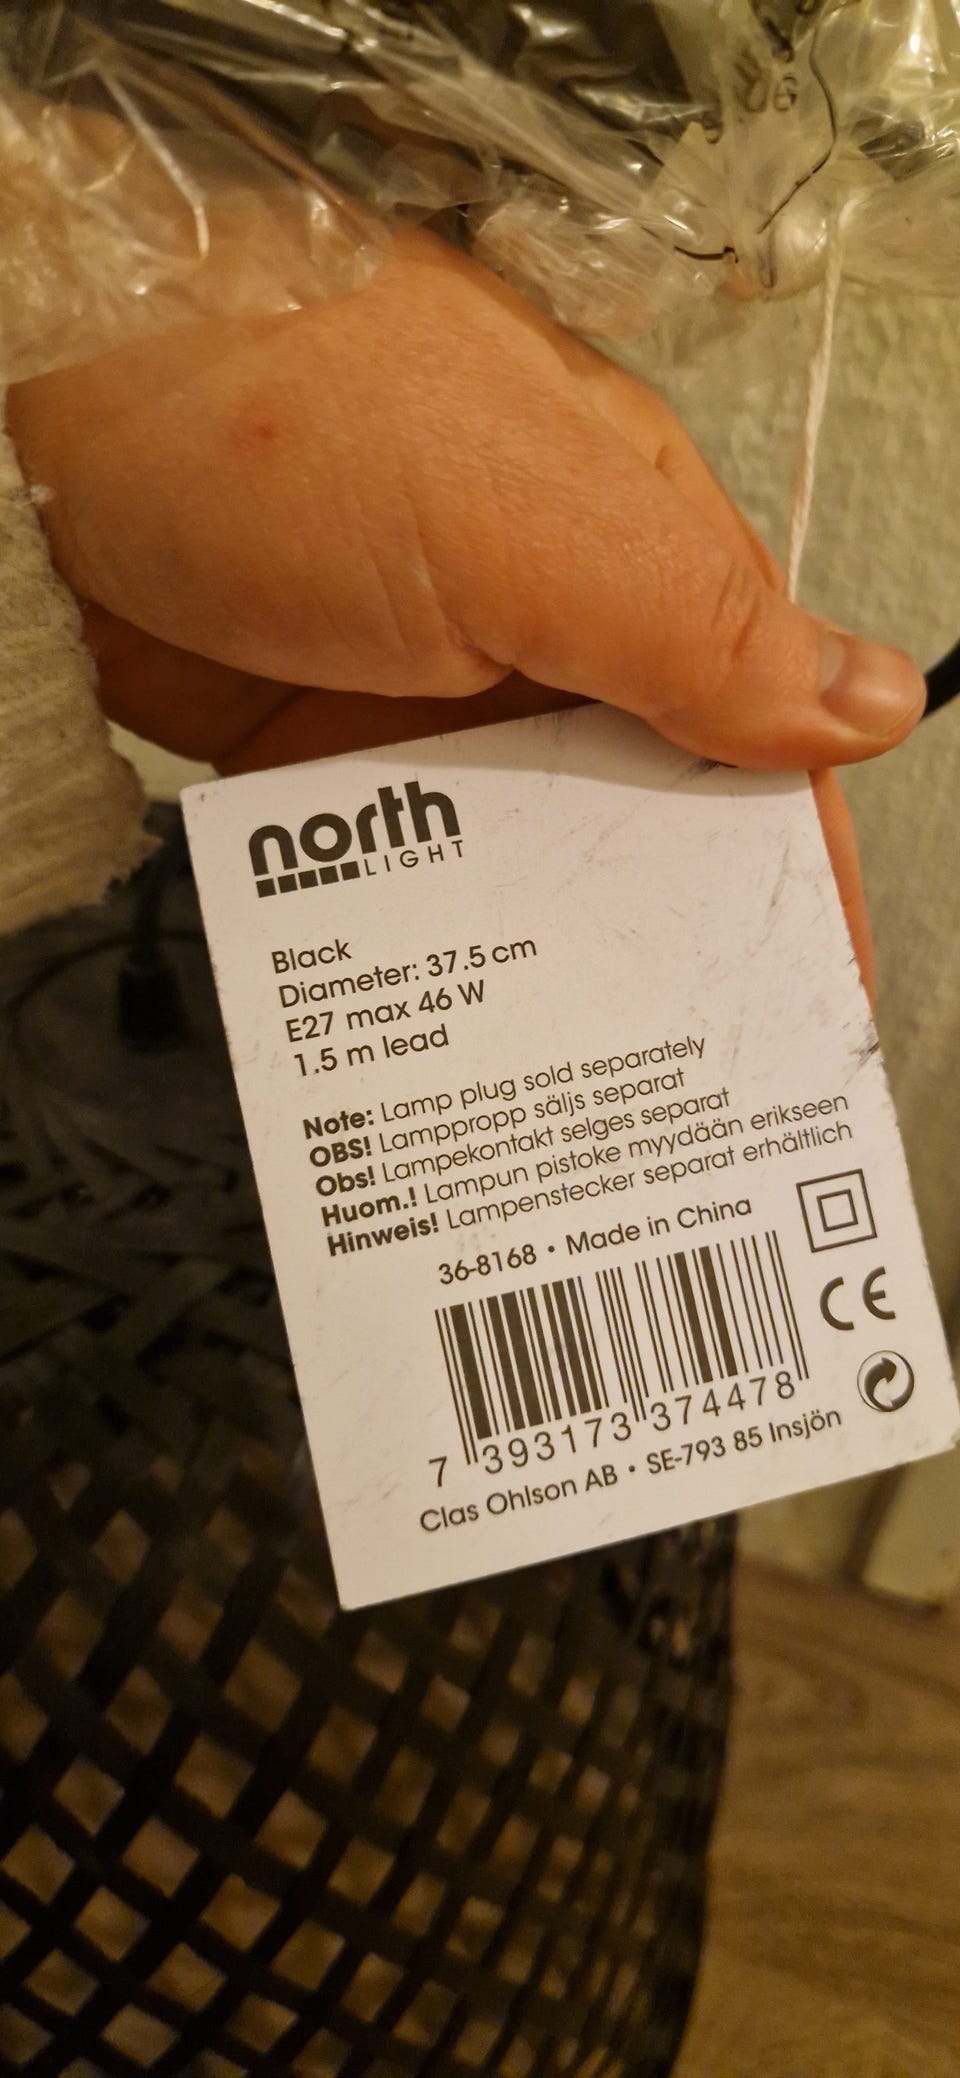 north
LIGHT
Black
Diameter: 37.5 cm
E27 max 46 W
1.5 m lead
Note: Lamp plug sold separately
OBS! Lamppropp säljs separat
Obs! Lampekontakt selges separat
Huom.! Lampun pistoke myydään erikseen
Hinweis! Lampenstecker separat erhältlich
36-8168 • Made in China
CE
7 393173 374478
Clas Ohlson AB • SE-793 85 Insjön